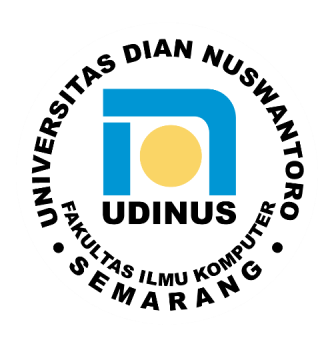 UNIVERSITAS DIAN NUSWANTORO
UDINUS
FAKULTAS ILMU KOMPUTER
• SEMARANG •